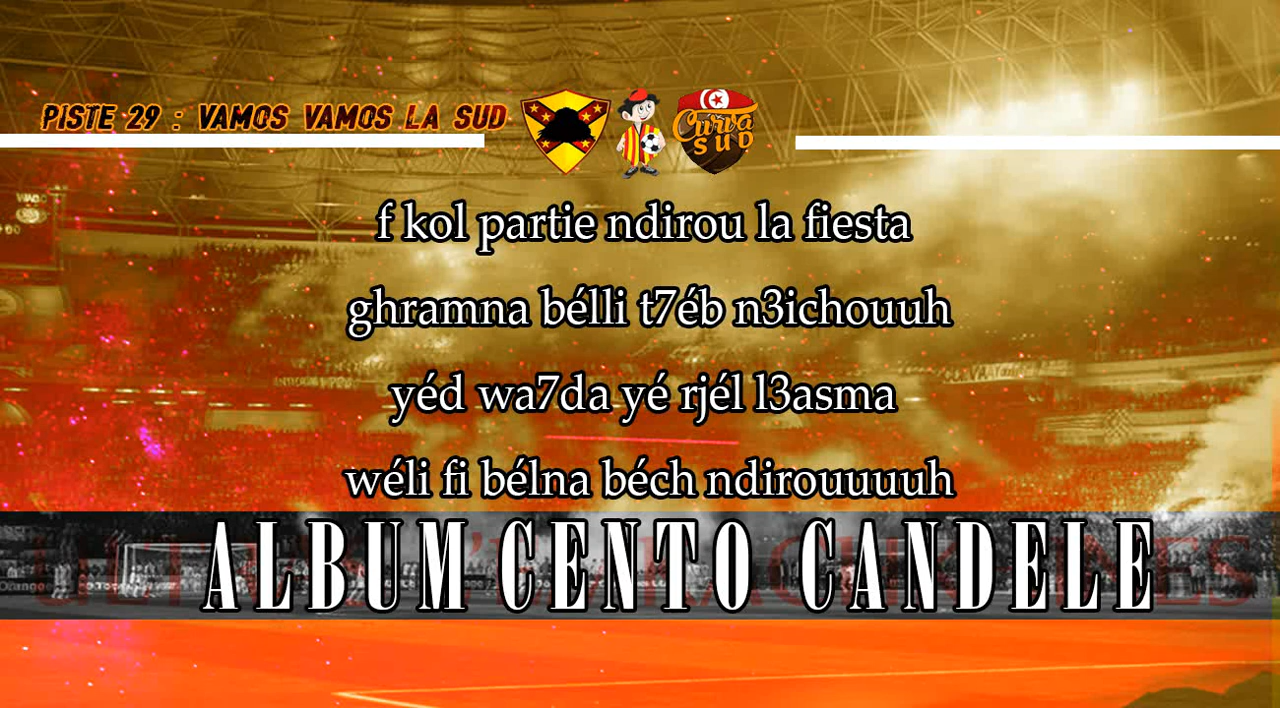 PISTE 29 : VAMOS VAMOS LA SUD
Curva
SUD
f kol partie ndirou la fiesta
ghramna bélli t7éb n3ichouuh
yéd wa7da yé rjél l3asma
wéli fi bélna béch ndirouuuuh
ALBUM CENTO CANDELE